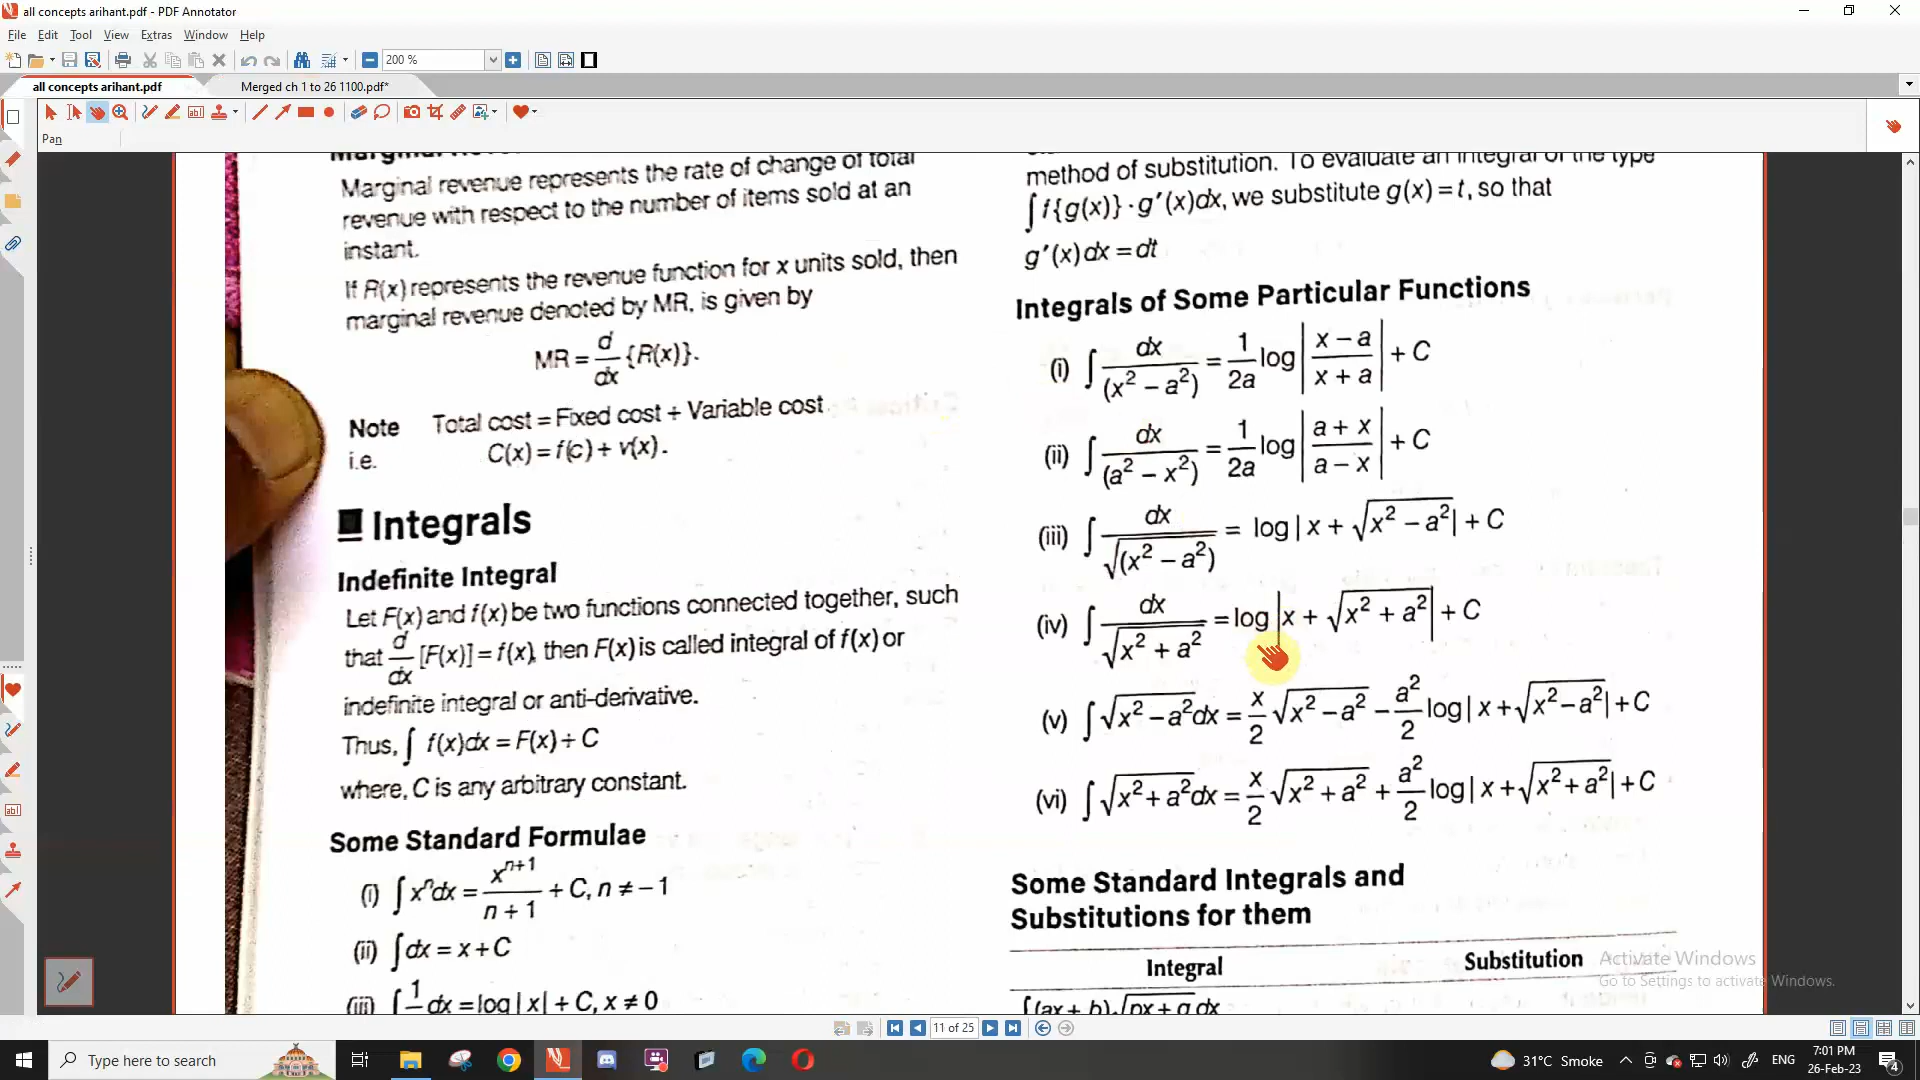 all concepts arihant.pdf - PDF Annotator
File Edit Tool View Extras Window Help
200 %
all concepts arihant.pdf Merged ch 1 to 26 1100.pdf*
Pan
Marginal revenue represents the rate of change of total
revenue with respect to the number of items sold at an
instant.
If R(x) represents the revenue function for x units sold, then
marginal revenue denoted by MR, is given by
MR = d/dx {R(x)}.
Note Total cost = Fixed cost + Variable cost
i.e. C(x) = f(c) + v(x).
Integrals
Indefinite Integral
Let F(x) and f(x) be two functions connected together, such
that d/dx [F(x)] = f(x), then F(x) is called integral of f(x) or
indefinite integral or anti-derivative.
Thus, ∫ f(x)dx = F(x) + C
where, C is any arbitrary constant.
Some Standard Formulae
(i) ∫ xⁿdx = xⁿ⁺¹/(n + 1) + C, n ≠ – 1
(ii) ∫ dx = x + C
(iii) ∫ 1/ dx = log | x | + C, x ≠ 0
method of substitution. To evaluate an integral of the type
∫ f{g(x)} · g′(x)dx, we substitute g(x) = t, so that
g′(x) dx = dt
Integrals of Some Particular Functions
(i) ∫ dx/(x² – a²) = 1/2a log |(x – a)/(x + a)| + C
(ii) ∫ dx/(a² – x²) = 1/2a log |(a + x)/(a – x)| + C
(iii) ∫ dx/√(x² – a²) = log | x + √(x² – a²) | + C
(iv) ∫ dx/√(x² + a²) = log | x + √(x² + a²) | + C
(v) ∫ √(x² – a²) dx = x/2 √(x² – a²) – a²/2 log | x + √(x² – a²) | + C
(vi) ∫ √(x² + a²) dx = x/2 √(x² + a²) + a²/2 log | x + √(x² + a²) | + C
Some Standard Integrals and
Substitutions for them
Integral Substitution
∫ (ax + b) √(px + q) dx
Activate Windows
Go to Settings to activate Windows.
11 of 25
Type here to search
31°C Smoke
ENG
7:01 PM
26-Feb-23
4